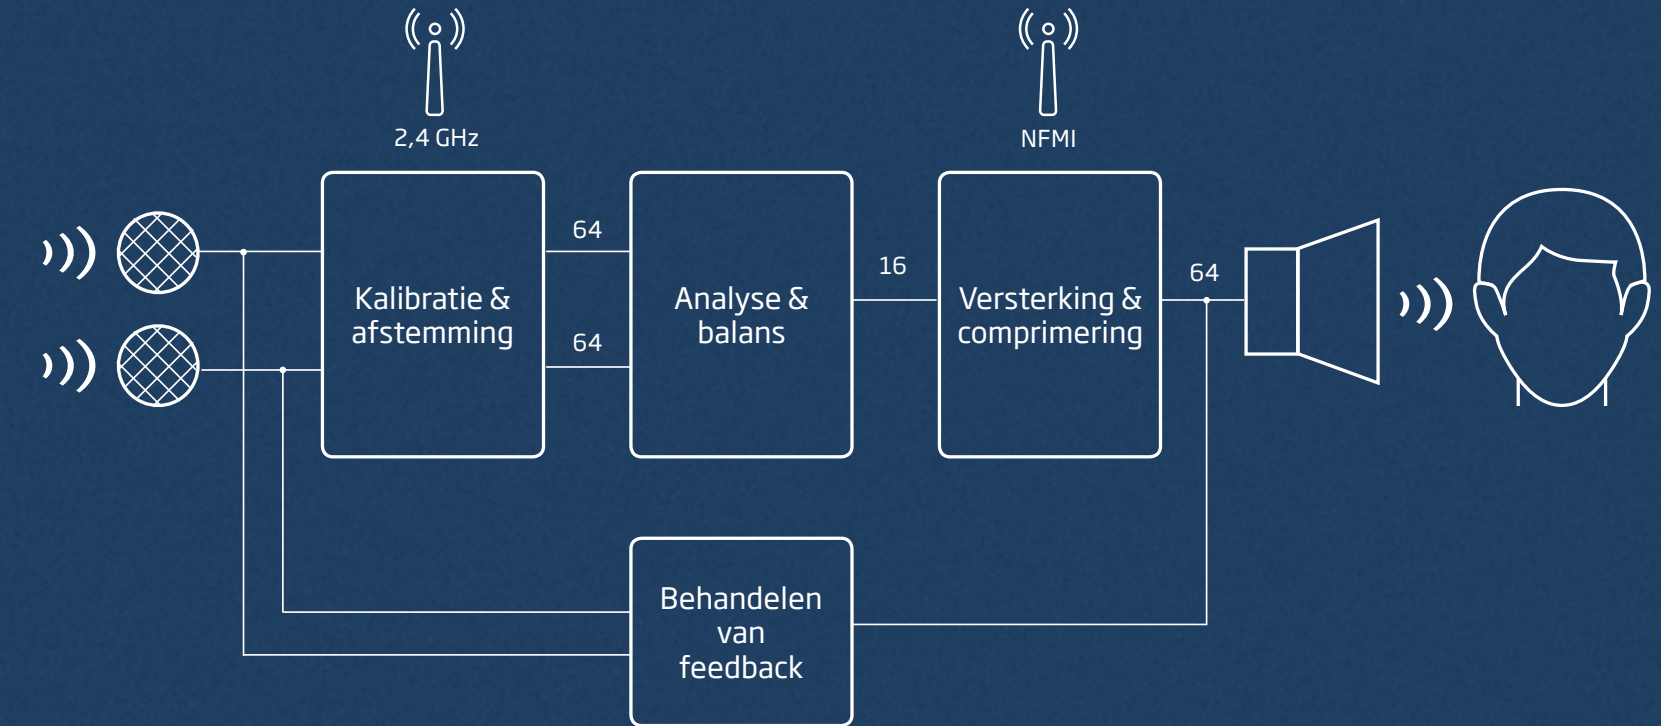 2,4 GHz
NFMI
Kalibratie &
afstemming
64
64
Analyse &
balans
16
Versterking &
comprimering
64
Behandelen
van
feedback